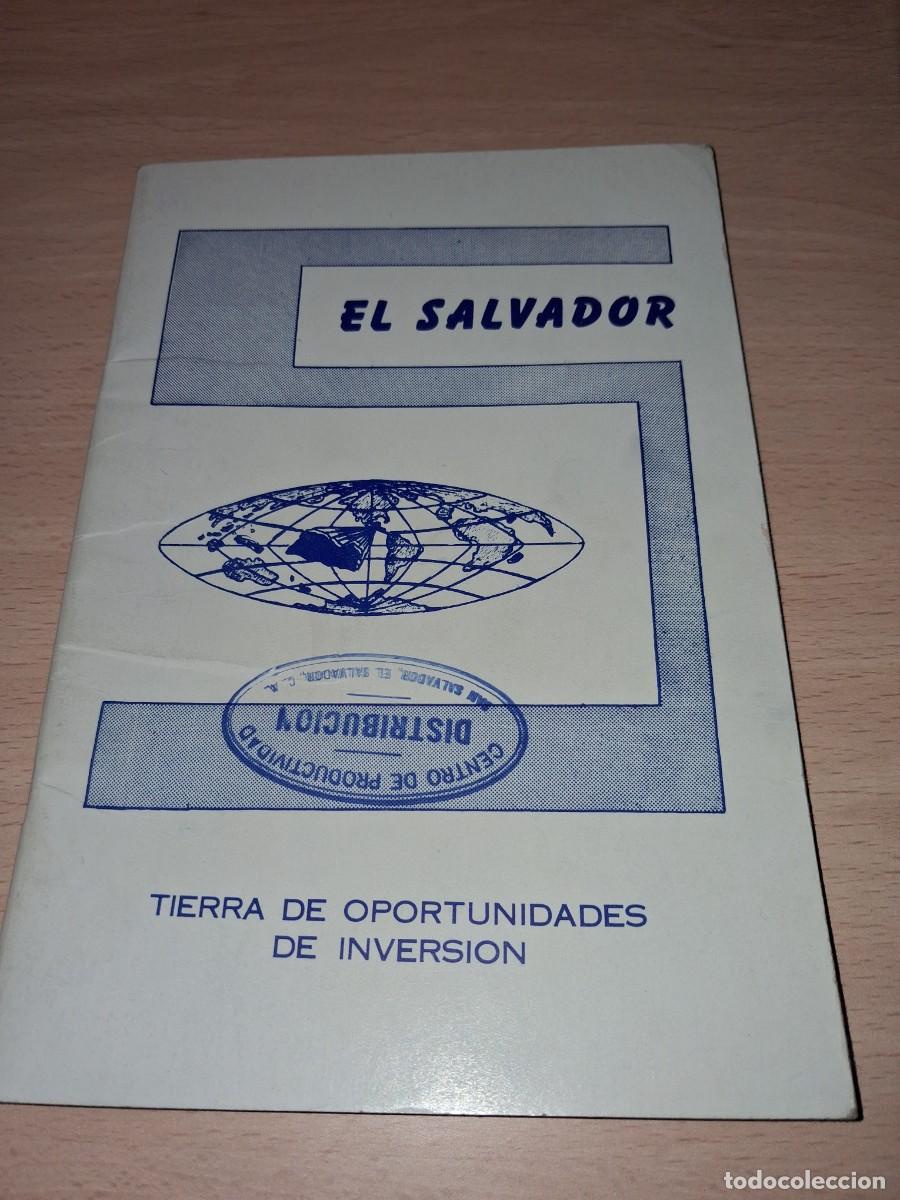 EL SALVADOR
CENTRO DE PRODUCTIVIDAD
DISTRIBUCION
SAN SALVADOR, EL SALVADOR, C. A.
TIERRA DE OPORTUNIDADES
DE INVERSION
todocoleccion